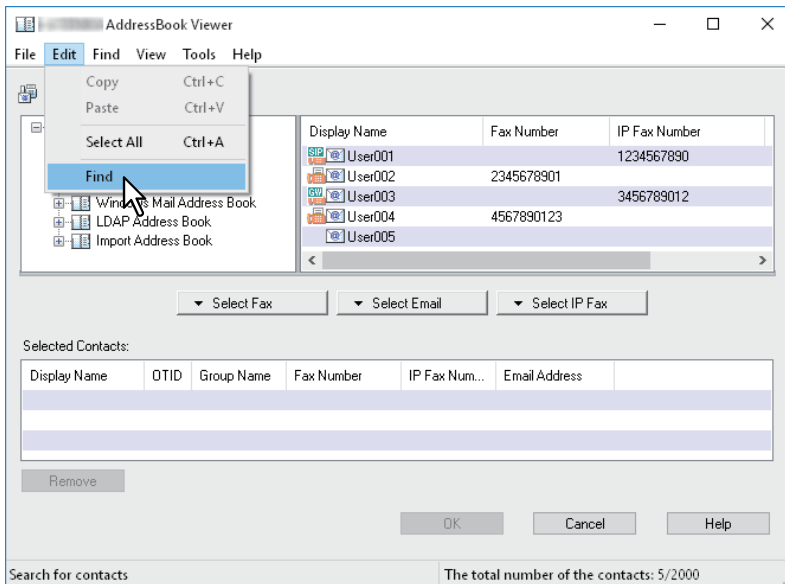 AddressBook Viewer
File Edit Find View Tools Help
Copy Ctrl+C
Paste Ctrl+V
Select All Ctrl+A
Find
Windows Mail Address Book
LDAP Address Book
Import Address Book
Display Name Fax Number IP Fax Number
SIP User001 1234567890
User002 2345678901
GW User003 3456789012
User004 4567890123
User005
Select Fax Select Email Select IP Fax
Selected Contacts:
Display Name OTID Group Name Fax Number IP Fax Num... Email Address
Remove
OK Cancel Help
Search for contacts The total number of the contacts: 5/2000